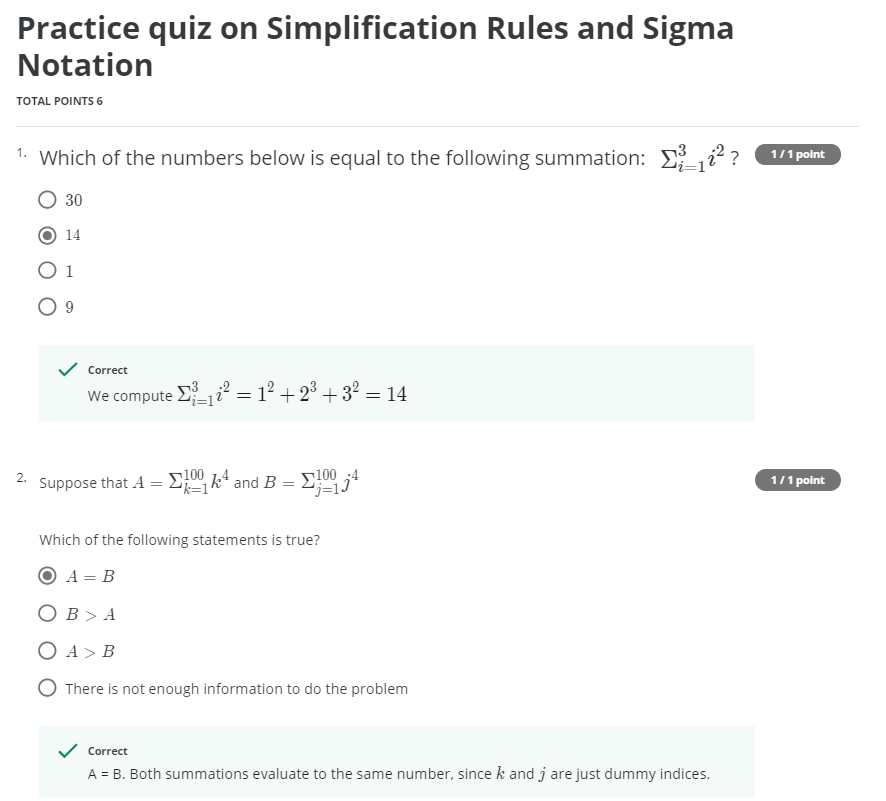 Practice quiz on Simplification Rules and Sigma
Notation
TOTAL POINTS 6
1. Which of the numbers below is equal to the following summation: $\Sigma_{i=1}^{3} i^2$ ? 1 / 1 point
30
14
1
9
Correct
We compute $\Sigma_{i=1}^{3} i^2 = 1^2 + 2^3 + 3^2 = 14$
2. Suppose that $A = \Sigma_{k=1}^{100} k^4$ and $B = \Sigma_{j=1}^{100} j^4$ 1 / 1 point
Which of the following statements is true?
$A = B$
$B > A$
$A > B$
There is not enough information to do the problem
Correct
A = B. Both summations evaluate to the same number, since $k$ and $j$ are just dummy indices.